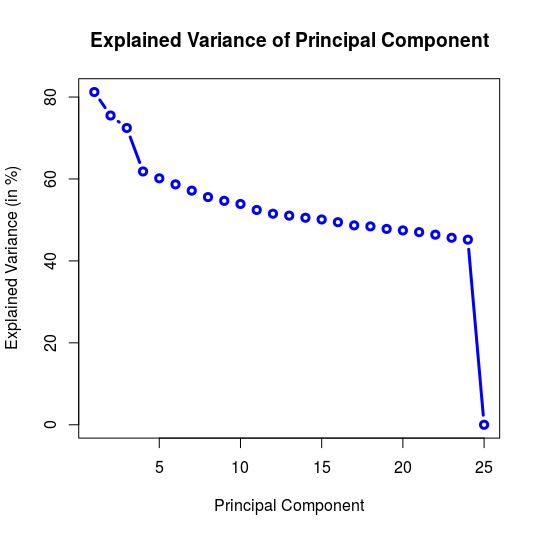 Explained Variance of Principal Component
Explained Variance (in %)
80
60
40
20
0
5 10 15 20 25
Principal Component